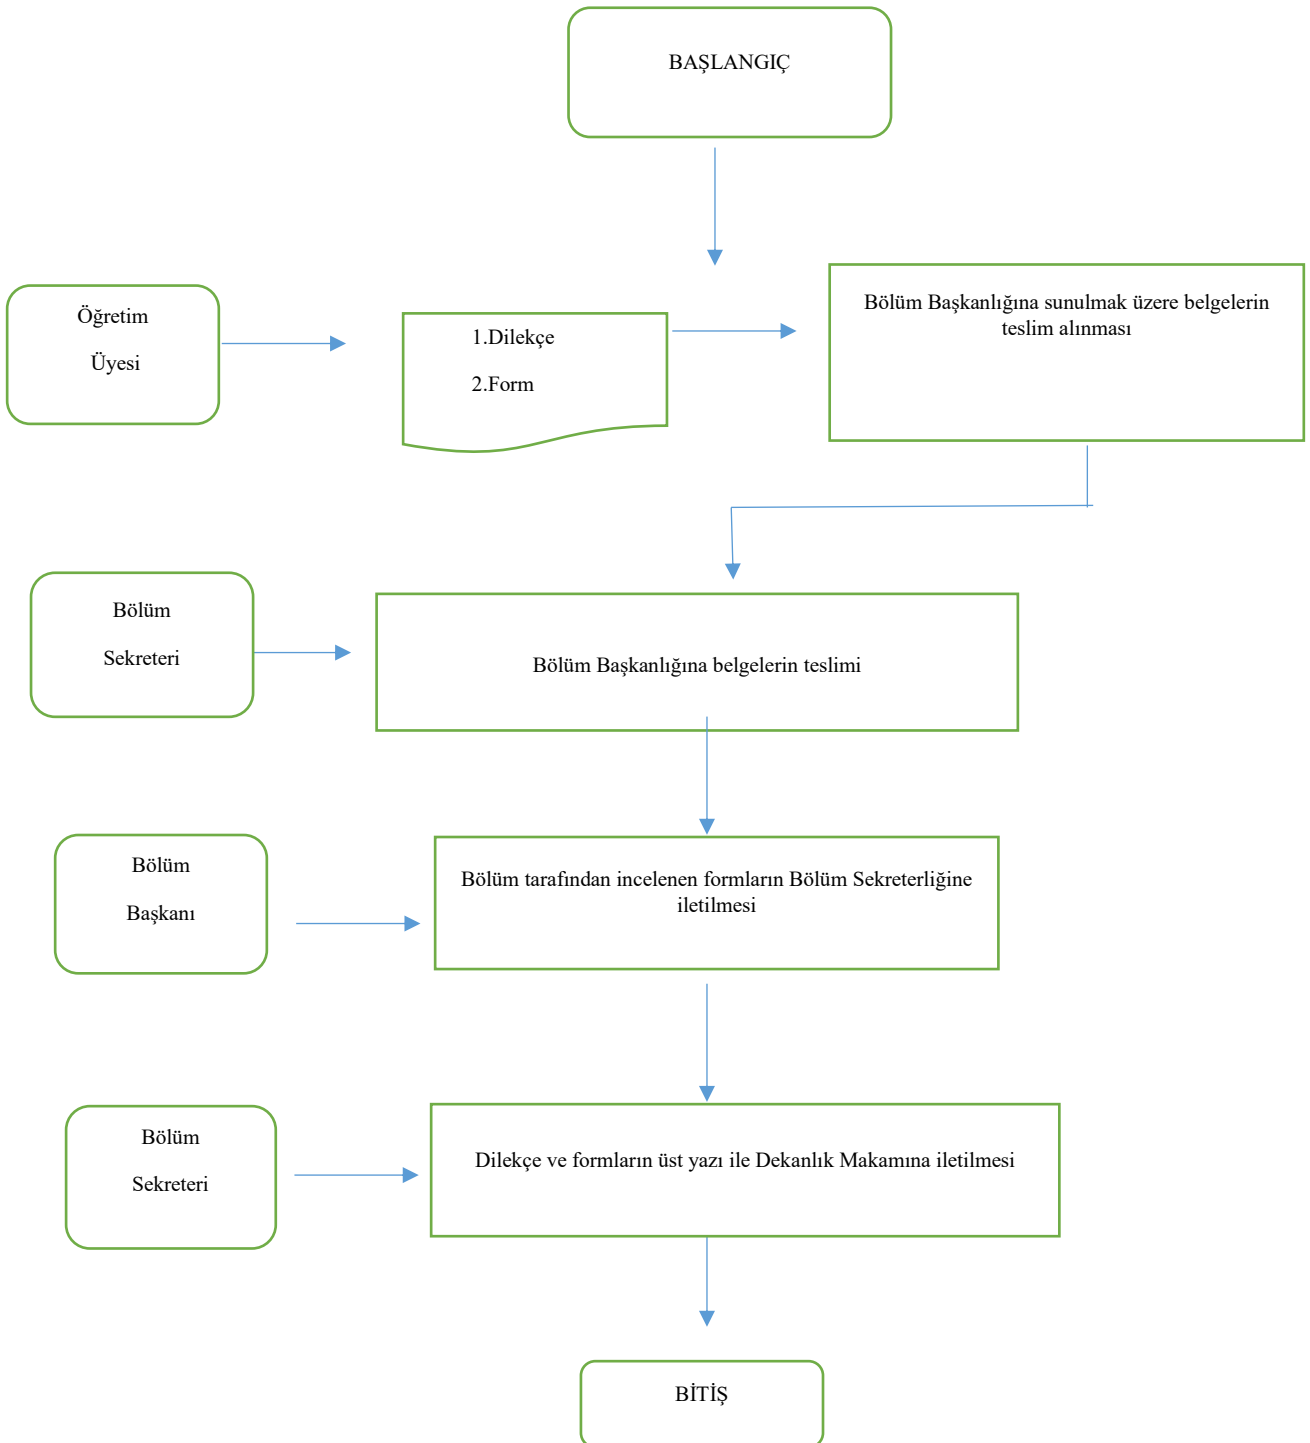 BAŞLANGIÇ
Öğretim
Üyesi
1.Dilekçe
2.Form
Bölüm Başkanlığına sunulmak üzere belgelerin
teslim alınması
Bölüm
Sekreteri
Bölüm Başkanlığına belgelerin teslimi
Bölüm
Başkanı
Bölüm tarafından incelenen formların Bölüm Sekreterliğine
iletilmesi
Bölüm
Sekreteri
Dilekçe ve formların üst yazı ile Dekanlık Makamına iletilmesi
BİTİŞ